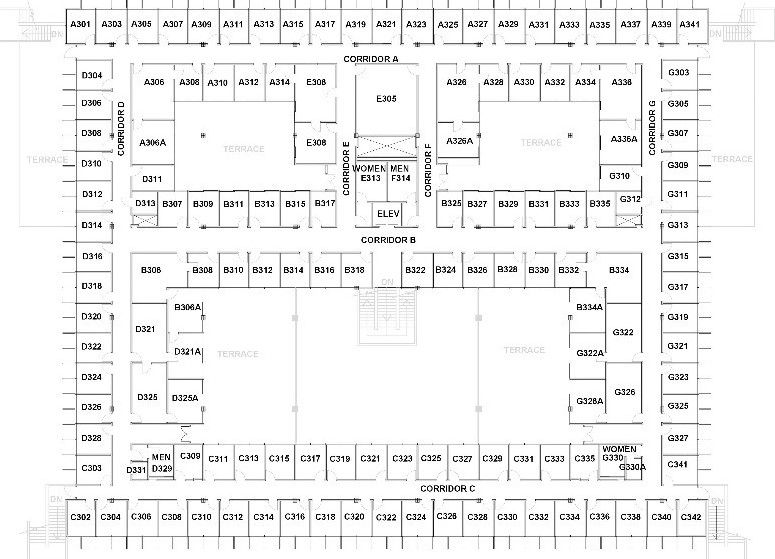 A301 A303 A305 A307 A309 A311 A313 A315 A317 A319 A321 A323 A325 A327 A329 A331 A333 A335 A337 A339 A341
DN DN
CORRIDOR A
D304 A306 A308 A310 A312 A314 E306 E305 A326 A328 A330 A332 A334 A336 G303
D306 G305
CORRIDOR D CORRIDOR G
D308 A306A E308 A326A A336A G307
TERRACE TERRACE
TERRACE TERRACE
D310 G309
CORRIDOR E CORRIDOR F
WOMEN MEN
E313 F314
D311 G310
D312 G311
D313 B307 B309 B311 B313 B315 B317 B325 B327 B329 B331 B333 B335 G312
ELEV
D314 G313
CORRIDOR B
D316 G315
B306 B308 B310 B312 B314 B316 B318 B322 B324 B326 B328 B330 B332 B334
DN
D318 G317
B306A B334A
D320 G319
D321 G322
D322 G321
D321A TERRACE TERRACE G322A
D324 G323
D325 D325A G328A G326
D326 G325
D328 G327
WOMEN
MEN
C309 C311 C313 C315 C317 C319 C321 C323 C325 C327 C329 C331 C333 C335 G330
C303 D331 D329 G330A C341
CORRIDOR C
DN DN
C302 C304 C306 C308 C310 C312 C314 C316 C318 C320 C322 C324 C326 C328 C330 C332 C334 C336 C338 C340 C342